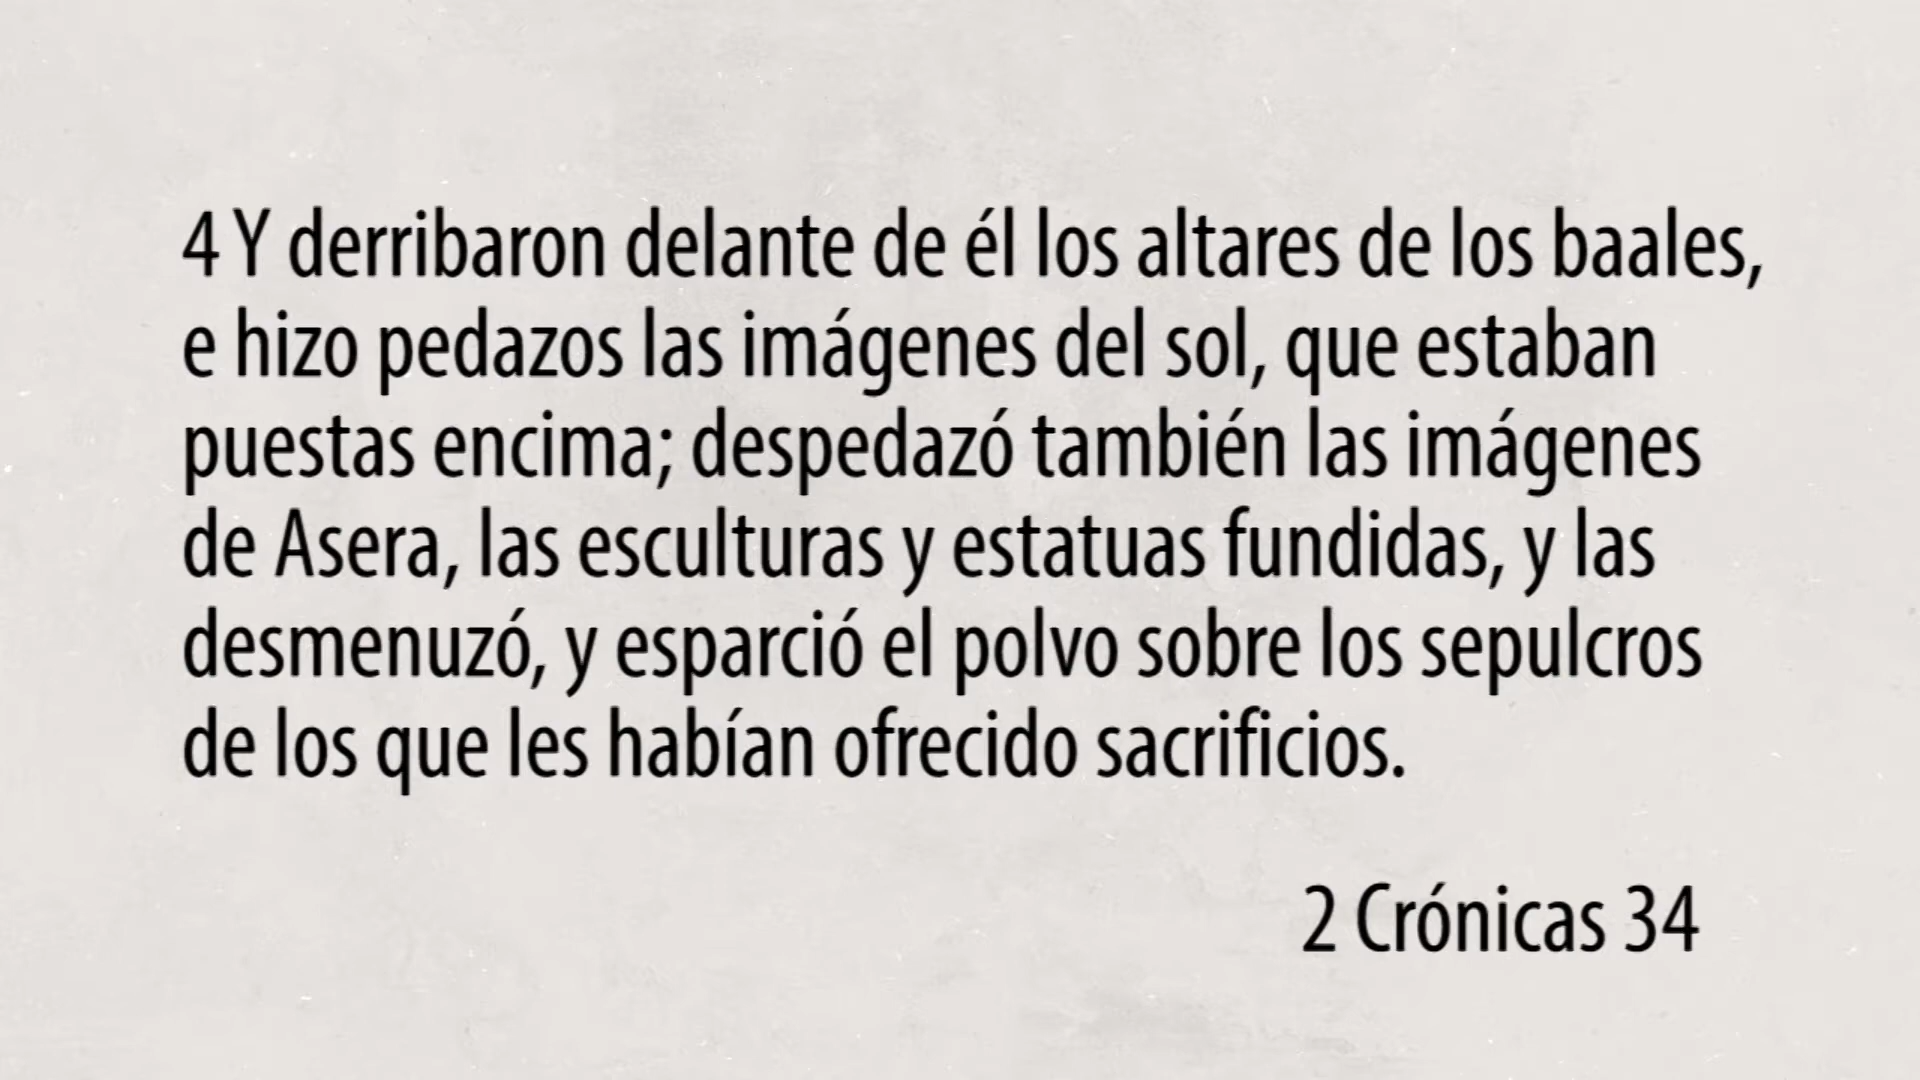 4 Y derribaron delante de él los altares de los baales,
e hizo pedazos las imágenes del sol, que estaban
puestas encima; despedazó también las imágenes
de Asera, las esculturas y estatuas fundidas, y las
desmenuzó, y esparció el polvo sobre los sepulcros
de los que les habían ofrecido sacrificios.
2 Crónicas 34